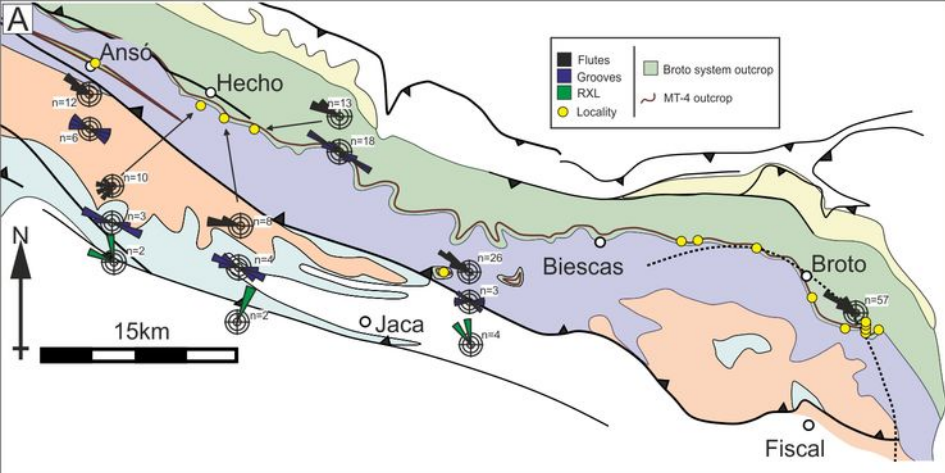 A
Ansó
Hecho
n=12
n=6
n=13
n=18
n=10
n=3
n=2
n=8
n=4
n=2
n=26
n=3
n=4
n=57
Flutes
Grooves
RXL
Locality
Broto system outcrop
MT-4 outcrop
N
15km
Jaca
Biescas
Broto
Fiscal